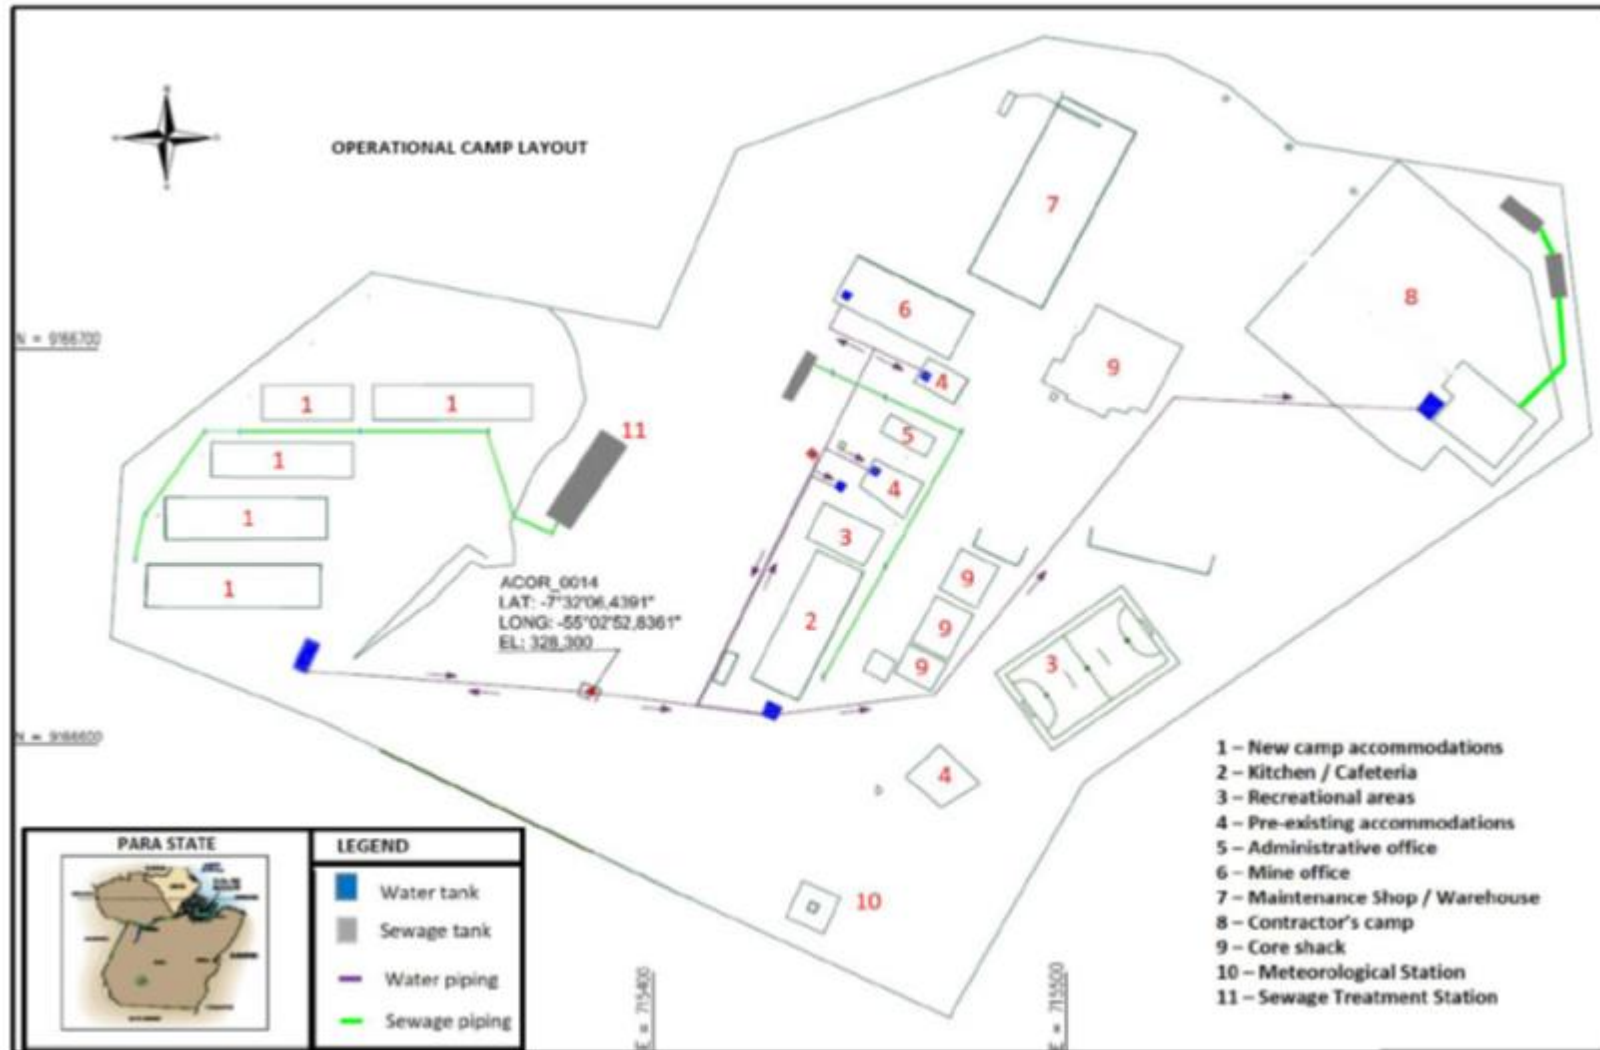 OPERATIONAL CAMP LAYOUT
7
8
6
N = 9166700
9
4
1
1
11
5
1
4
1
3
9
ACOR_0014
LAT: -7°32'06,4391"
LONG: -55°02'52,8361"
EL: 328,300
1
2
9
9
3
N = 9166600
4
1 – New camp accommodations
2 – Kitchen / Cafeteria
3 – Recreational areas
4 – Pre-existing accommodations
5 – Administrative office
6 – Mine office
7 – Maintenance Shop / Warehouse
8 – Contractor's camp
9 – Core shack
10 – Meteorological Station
11 – Sewage Treatment Station
10
PARA STATE
LEGEND
Water tank
Sewage tank
Water piping
Sewage piping
E = 715400
E = 715500